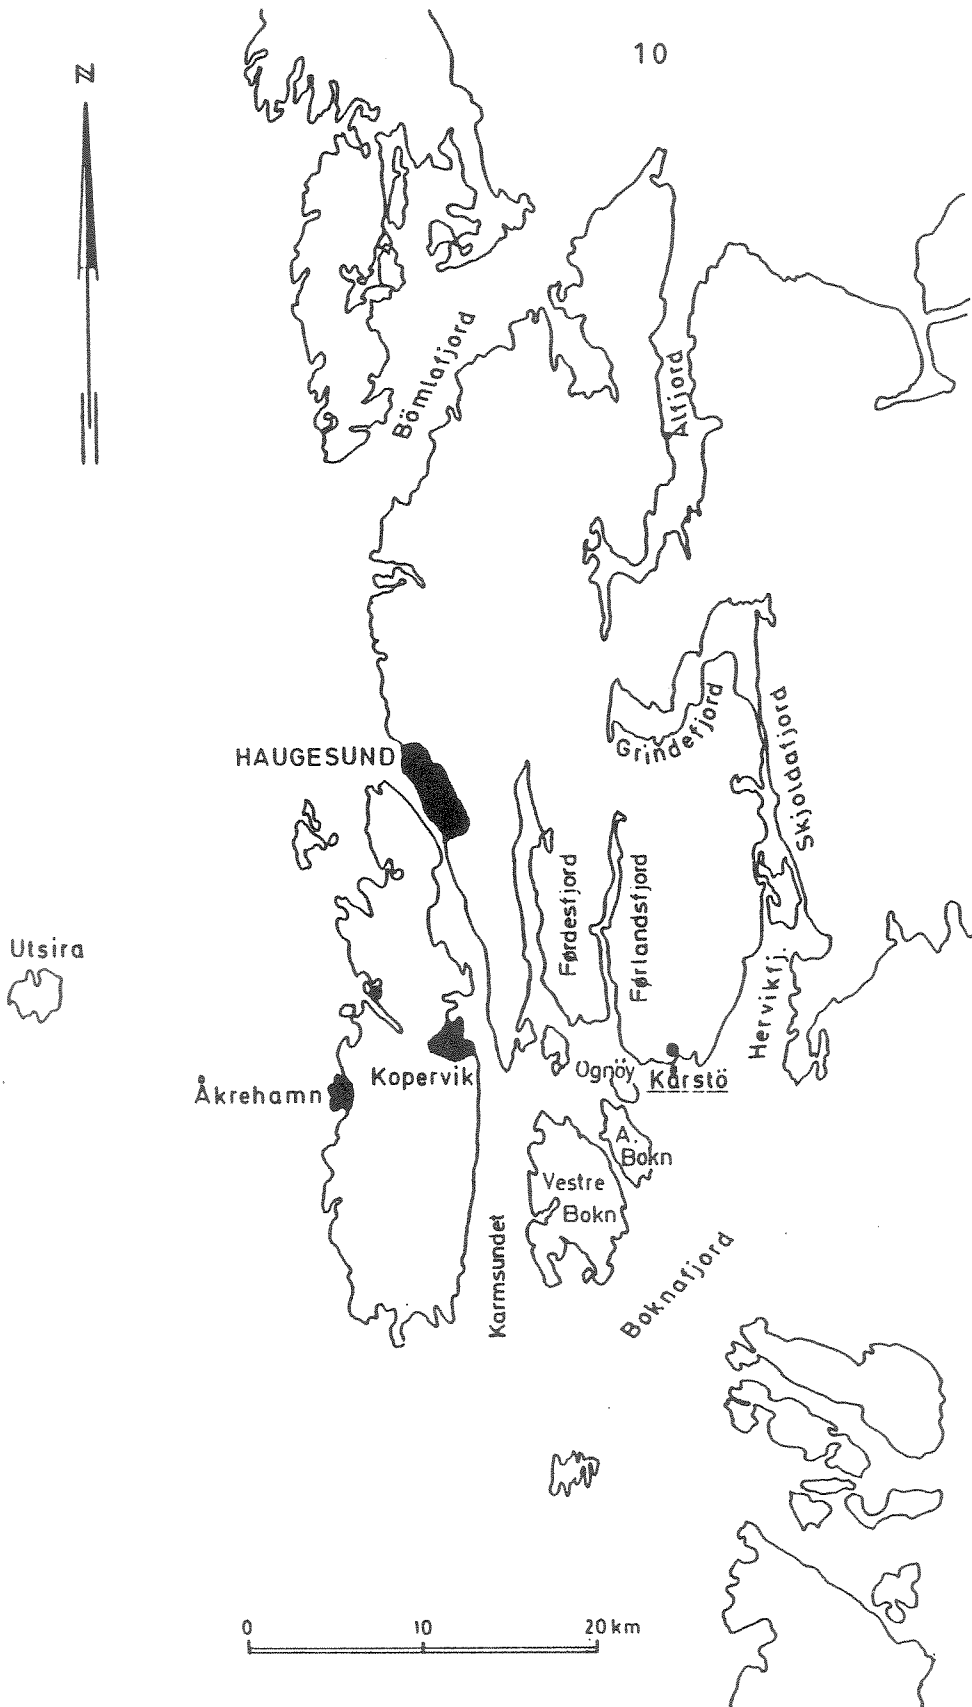 10
N
Bömlafjord
Ålfjord
Grindefjord
Skjoldafjord
HAUGESUND
Førdesfjord
Førlandsfjord
Utsira
Hervikfj.
Ognöy
Kårstö
Kopervik
Åkrehamn
A.
Bokn
Vestre
Bokn
Karmsundet
Boknafjord
0 10 20 km